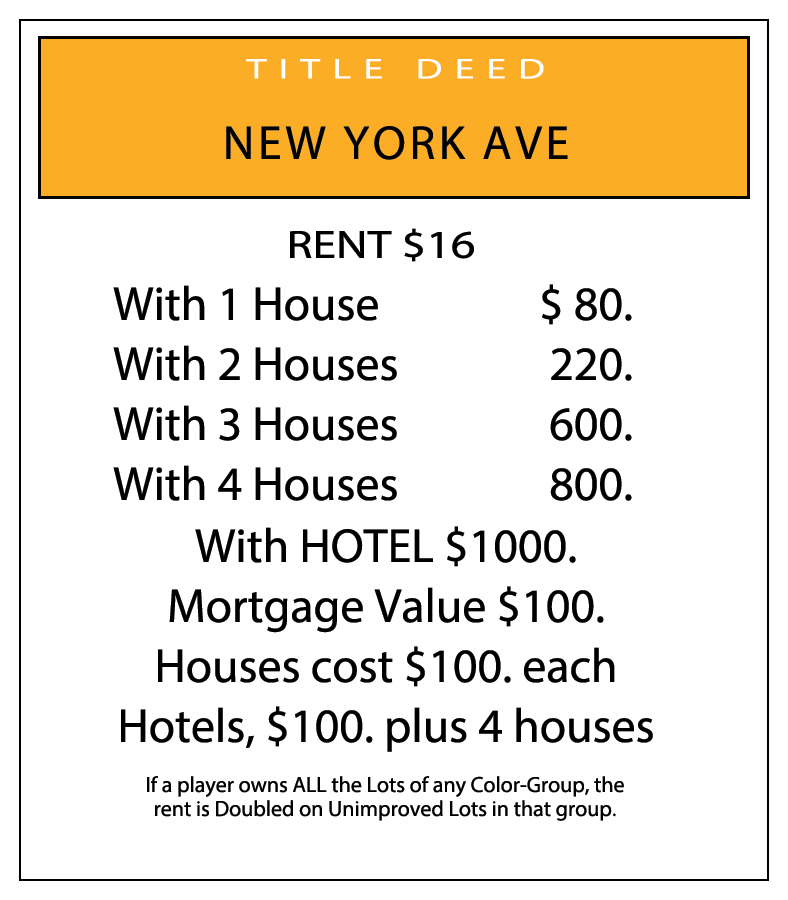 TITLE DEED
NEW YORK AVE
RENT $16
With 1 House $ 80.
With 2 Houses 220.
With 3 Houses 600.
With 4 Houses 800.
With HOTEL $1000.
Mortgage Value $100.
Houses cost $100. each
Hotels, $100. plus 4 houses
If a player owns ALL the Lots of any Color-Group, the
rent is Doubled on Unimproved Lots in that group.